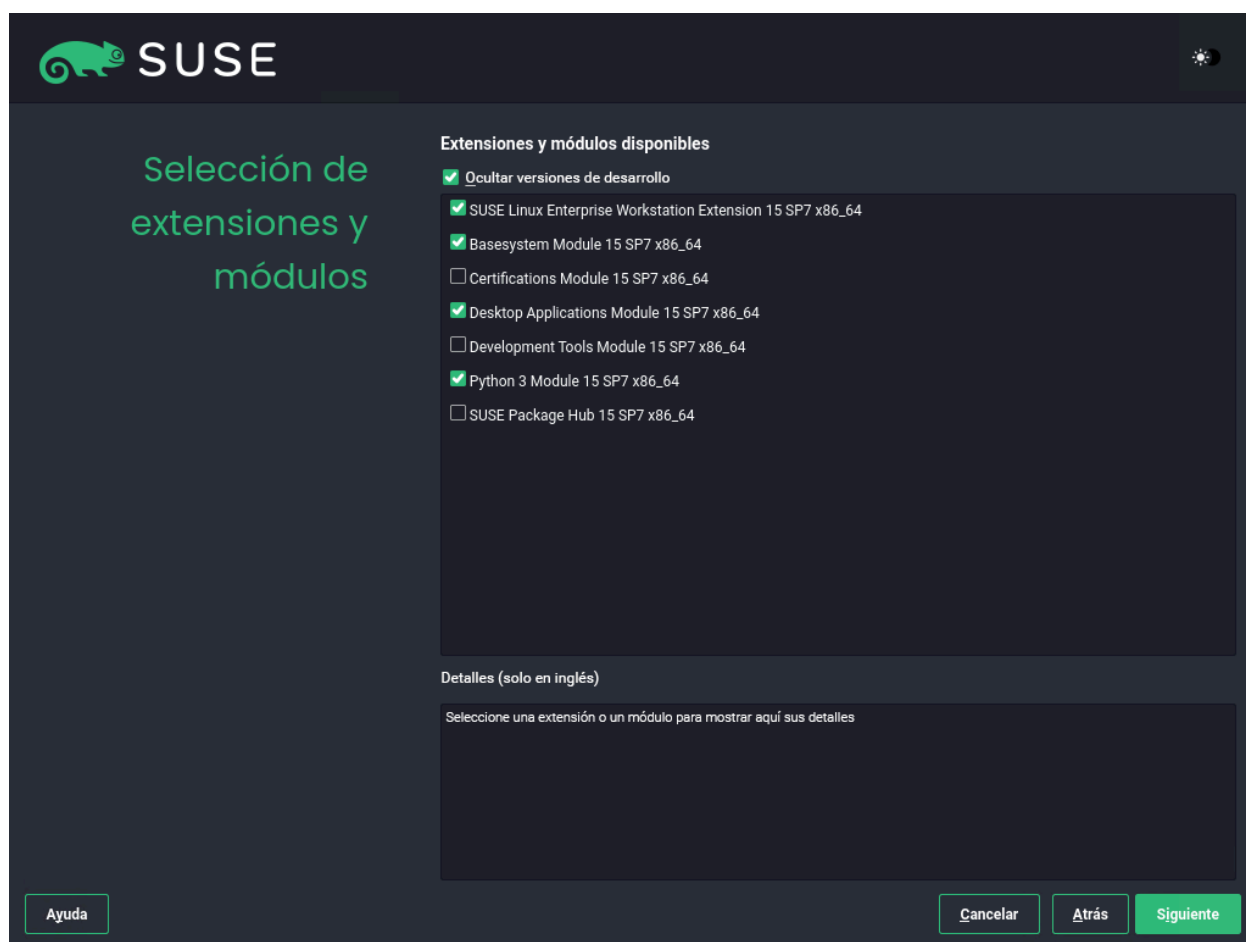 SUSE
Selección de
extensiones y
módulos
Extensiones y módulos disponibles
Ocultar versiones de desarrollo
SUSE Linux Enterprise Workstation Extension 15 SP7 x86_64
Basesystem Module 15 SP7 x86_64
Certifications Module 15 SP7 x86_64
Desktop Applications Module 15 SP7 x86_64
Development Tools Module 15 SP7 x86_64
Python 3 Module 15 SP7 x86_64
SUSE Package Hub 15 SP7 x86_64
Detalles (solo en inglés)
Seleccione una extensión o un módulo para mostrar aquí sus detalles
Ayuda
Cancelar
Atrás
Siguiente